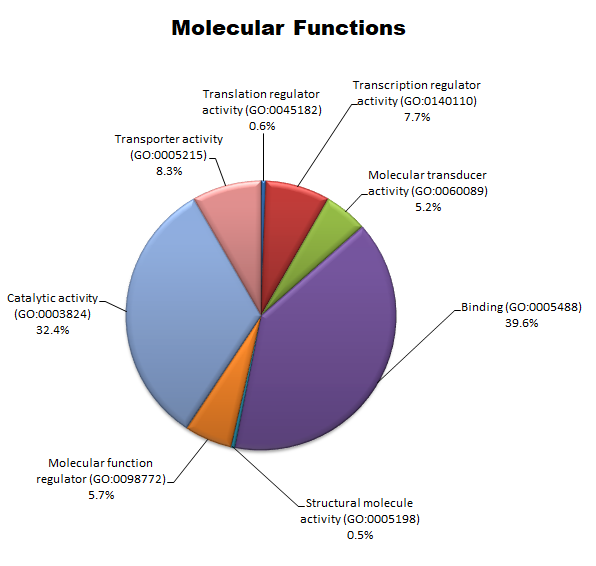 Molecular Functions
Translation regulator
activity (GO:0045182)
0.6%
Transcription regulator
activity (GO:0140110)
7.7%
Molecular transducer
activity (GO:0060089)
5.2%
Binding (GO:0005488)
39.6%
Structural molecule
activity (GO:0005198)
0.5%
Molecular function
regulator (GO:0098772)
5.7%
Catalytic activity
(GO:0003824)
32.4%
Transporter activity
(GO:0005215)
8.3%